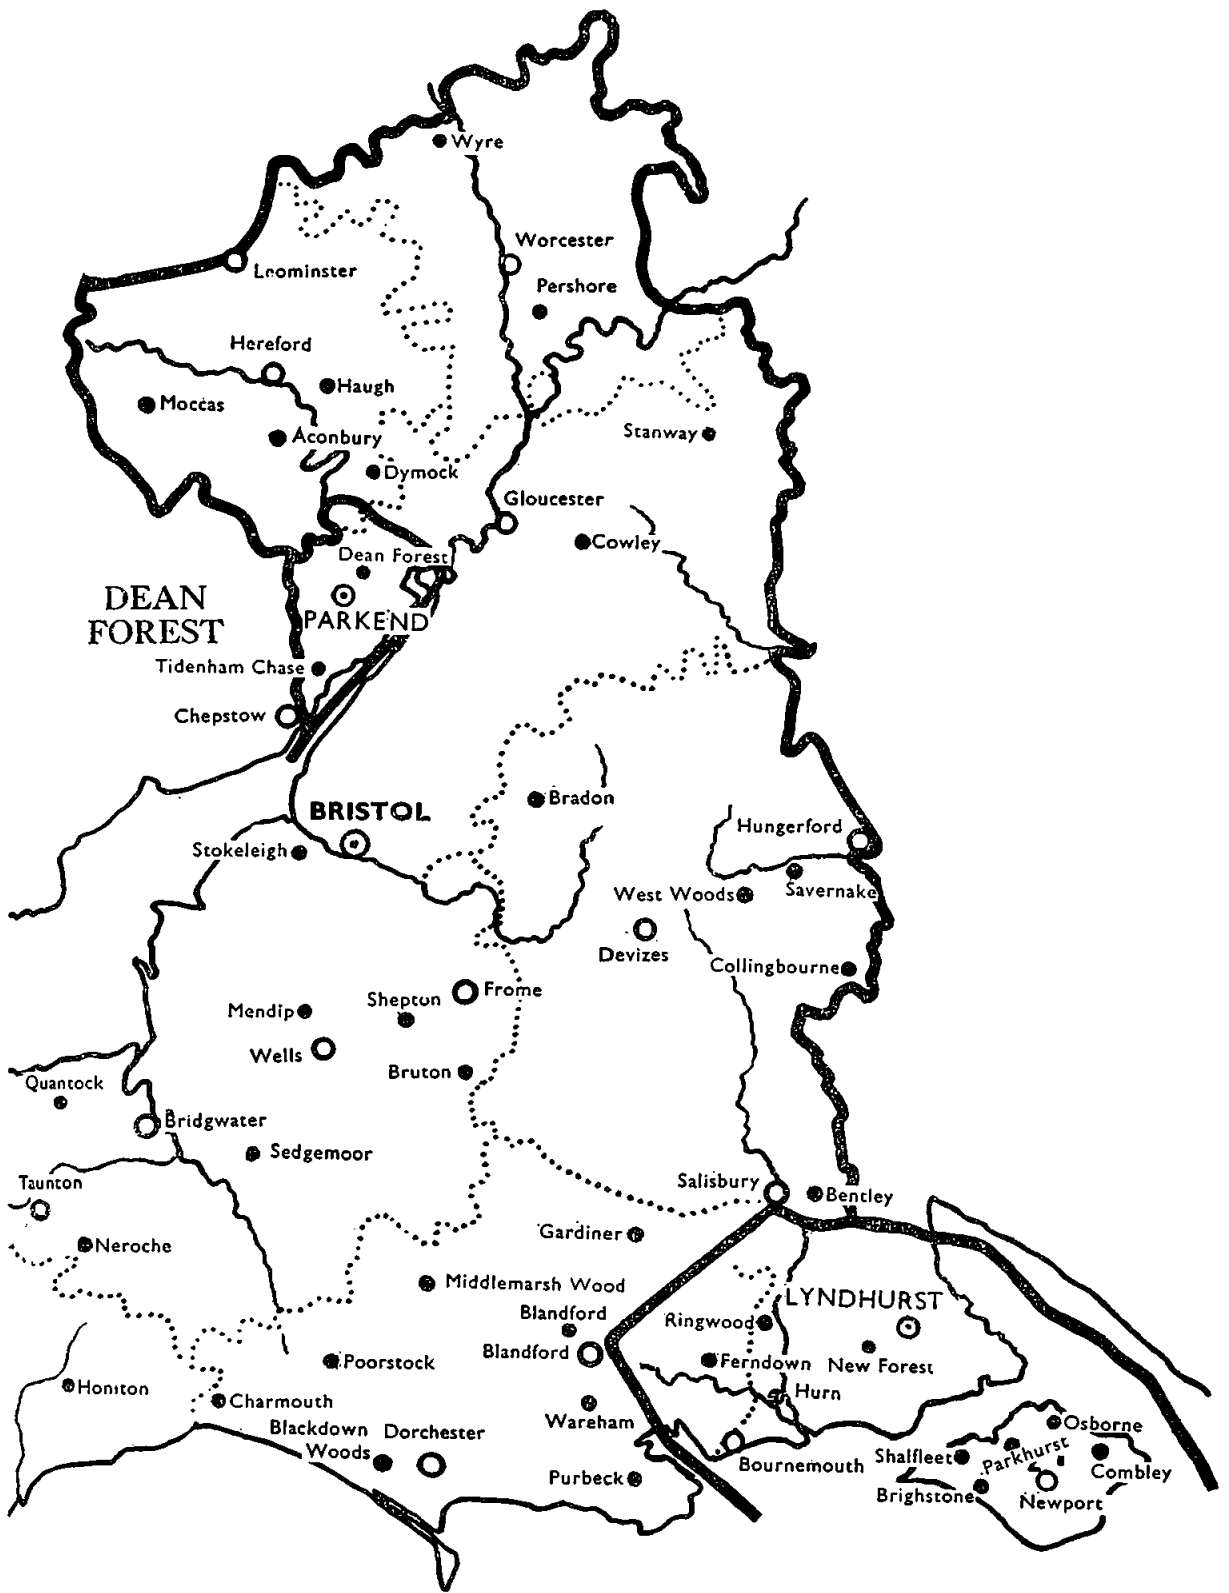 Wyre
Worcester
Leominster
Pershore
Hereford
Haugh
Moccas
Stanway
Aconbury
Dymock
Gloucester
Cowley
Dean Forest
DEAN
FOREST
PARKEND
Tidenham Chase
Chepstow
Bradon
BRISTOL
Hungerford
Stokeleigh
West Woods
Savernake
Devizes
Collingbourne
Frome
Shepton
Mendip
Wells
Bruton
Quantock
Bridgwater
Sedgemoor
Taunton
Salisbury
Bentley
Gardiner
Neroche
Middlemarsh Wood
LYNDHURST
Blandford
Ringwood
Blandford
Poorstock
Ferndown
New Forest
Honiton
Hurn
Charmouth
Wareham
Osborne
Blackdown
Woods
Dorchester
Shalfleet
Parkhurst
Bournemouth
Combley
Purbeck
Brighstone
Newport